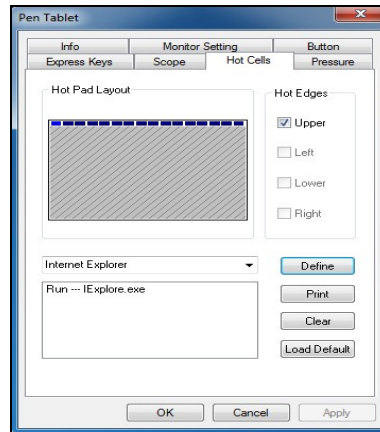 Pen Tablet
Info Monitor Setting Button
Express Keys Scope Hot Cells Pressure
Hot Pad Layout
Hot Edges
Upper
Left
Lower
Right
Internet Explorer
Define
Run --- IExplore.exe
Print
Clear
Load Default
OK Cancel Apply